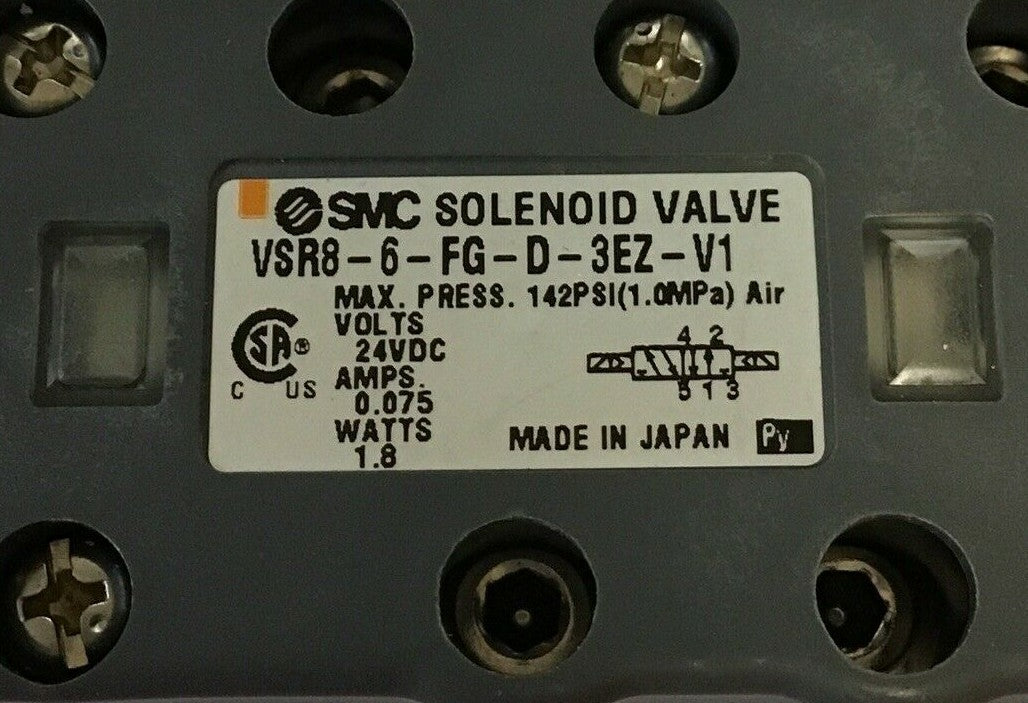 SMC SOLENOID VALVE
VSR8-6-FG-D-3EZ-V1
MAX. PRESS. 142PSI(1.0MPa) Air
VOLTS
24VDC
AMPS.
0.075
WATTS
1.8
SA®
C US
4 2
5 1 3
MADE IN JAPAN Py